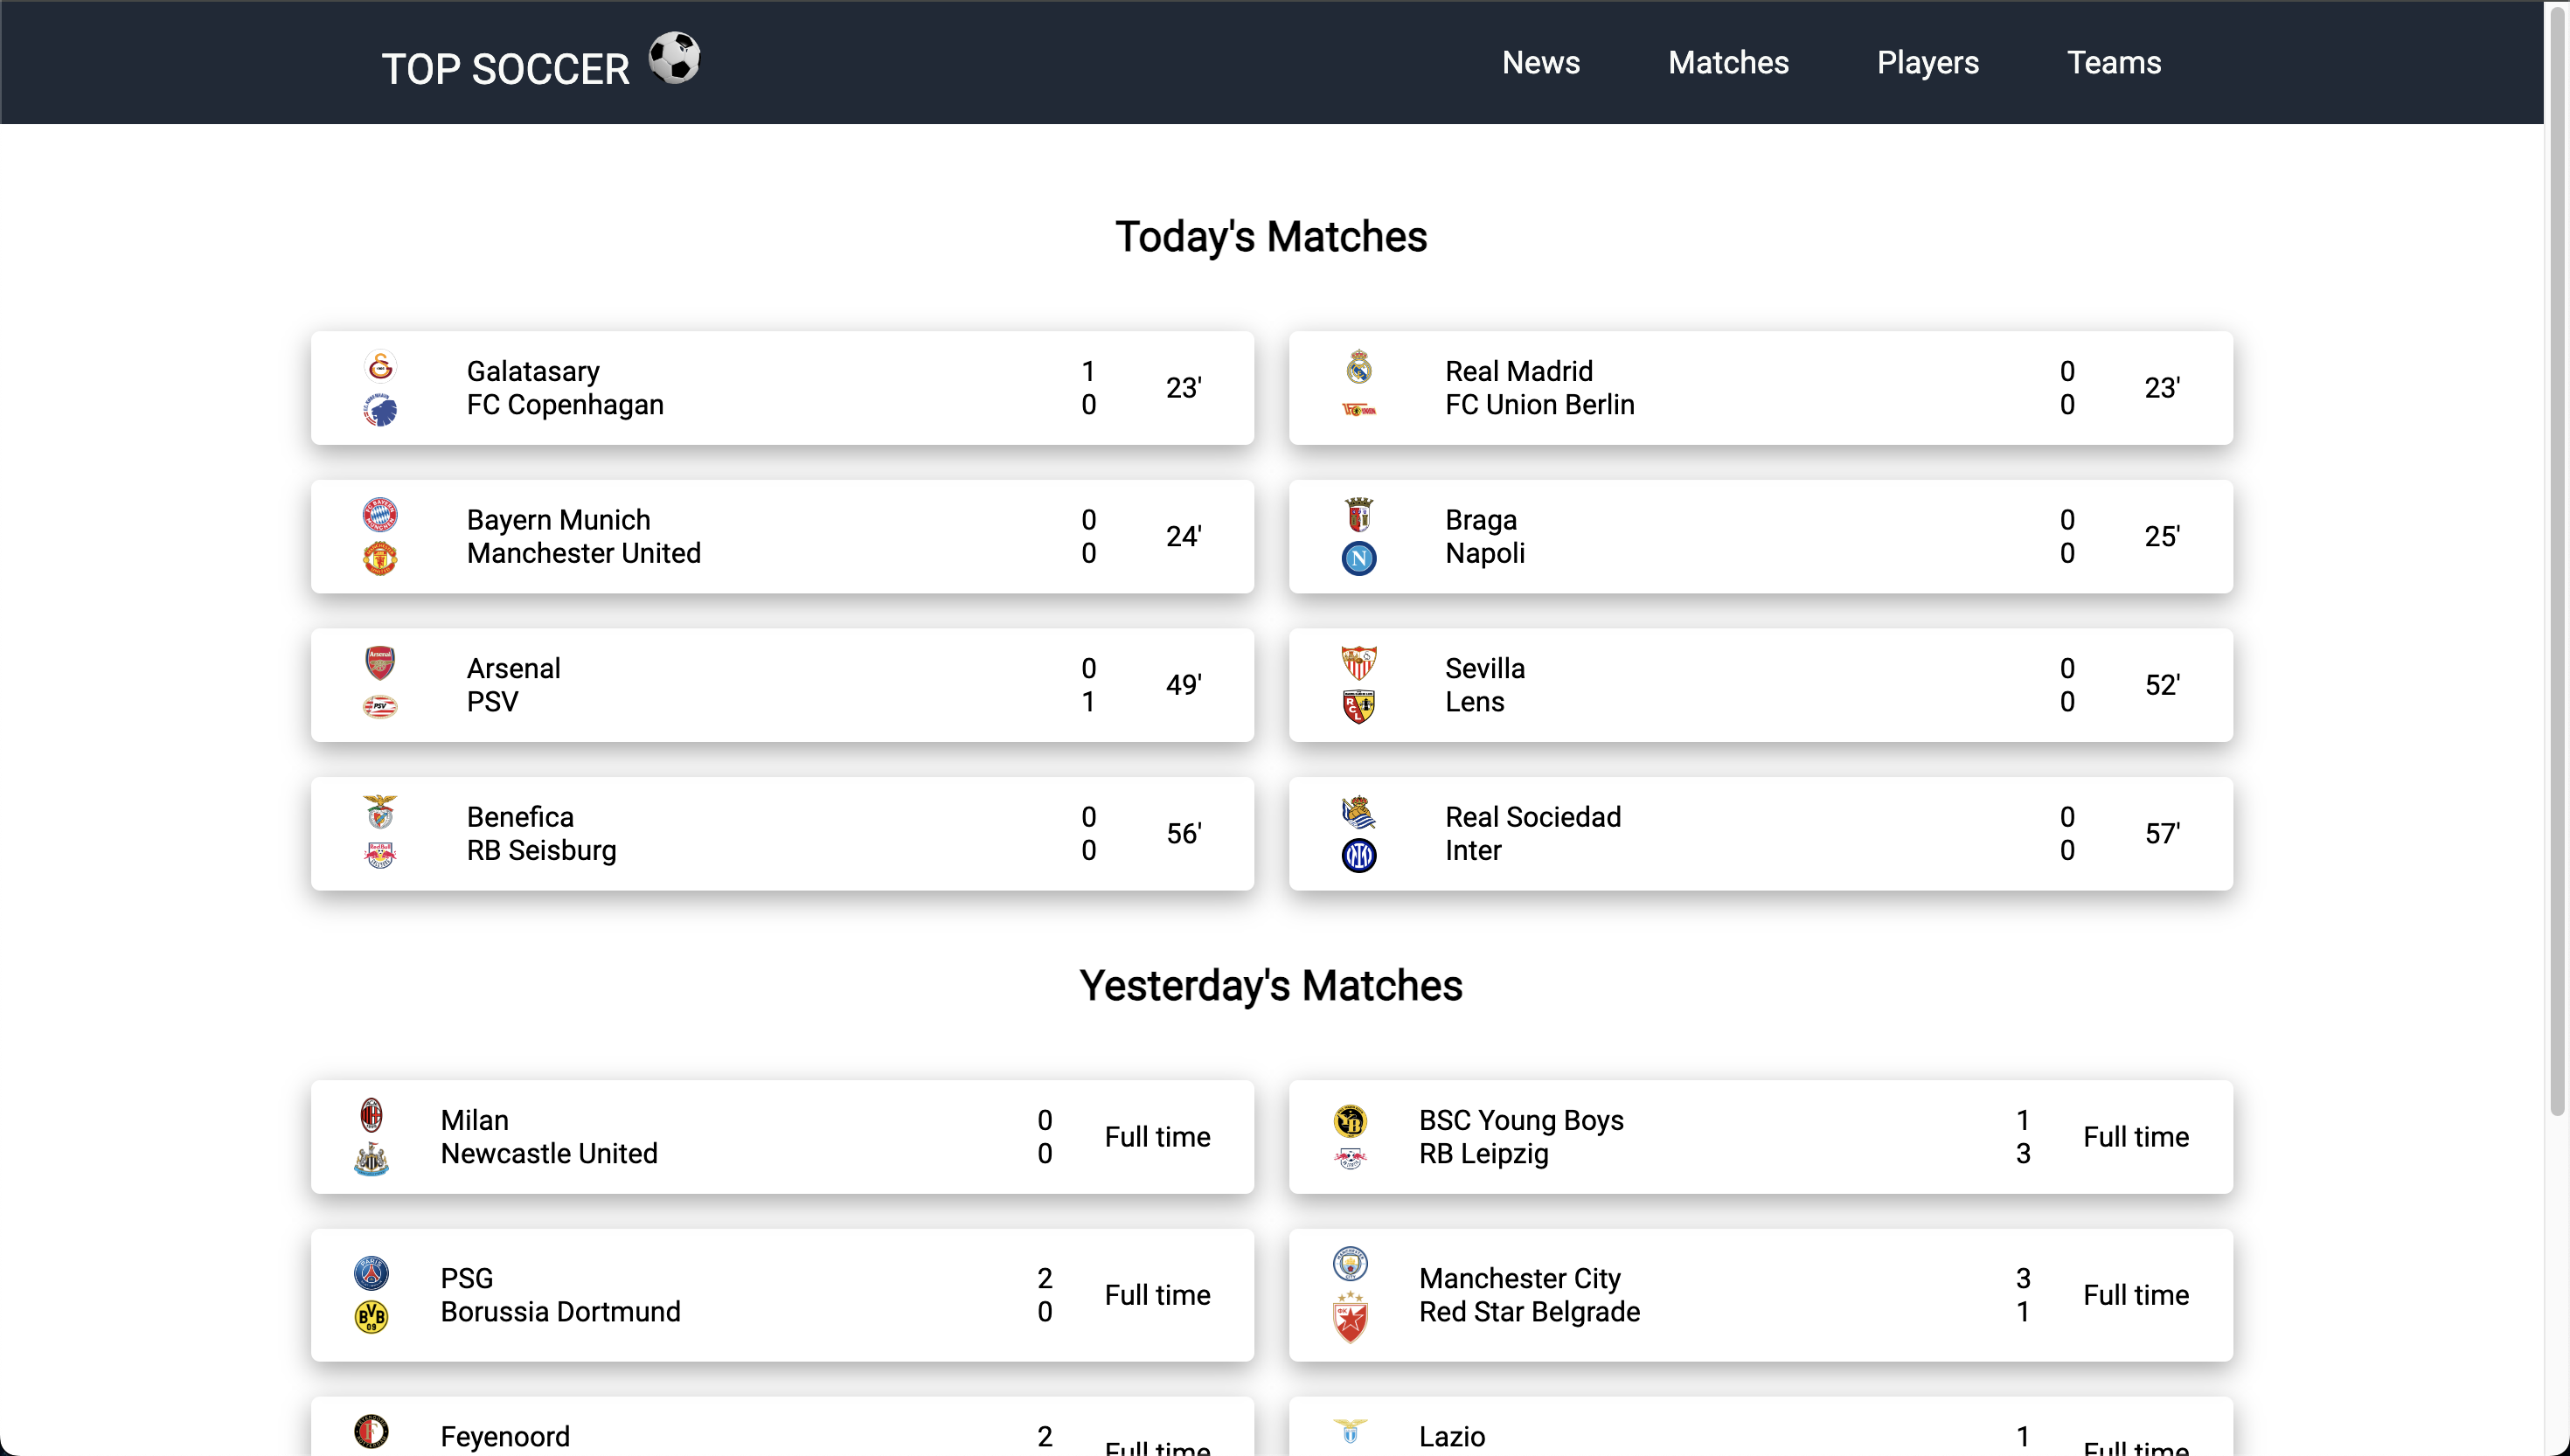 TOP SOCCER
News
Matches
Players
Teams
Today's Matches
Galatasary 1
FC Copenhagan 0
23'
Real Madrid 0
FC Union Berlin 0
23'
Bayern Munich 0
Manchester United 0
24'
Braga 0
Napoli 0
25'
Arsenal 0
PSV 1
49'
Sevilla 0
Lens 0
52'
Benefica 0
RB Seisburg 0
56'
Real Sociedad 0
Inter 0
57'
Yesterday's Matches
Milan 0
Newcastle United 0
Full time
BSC Young Boys 1
RB Leipzig 3
Full time
PSG 2
Borussia Dortmund 0
Full time
Manchester City 3
Red Star Belgrade 1
Full time
Feyenoord 2
Full time
Lazio 1
Full time